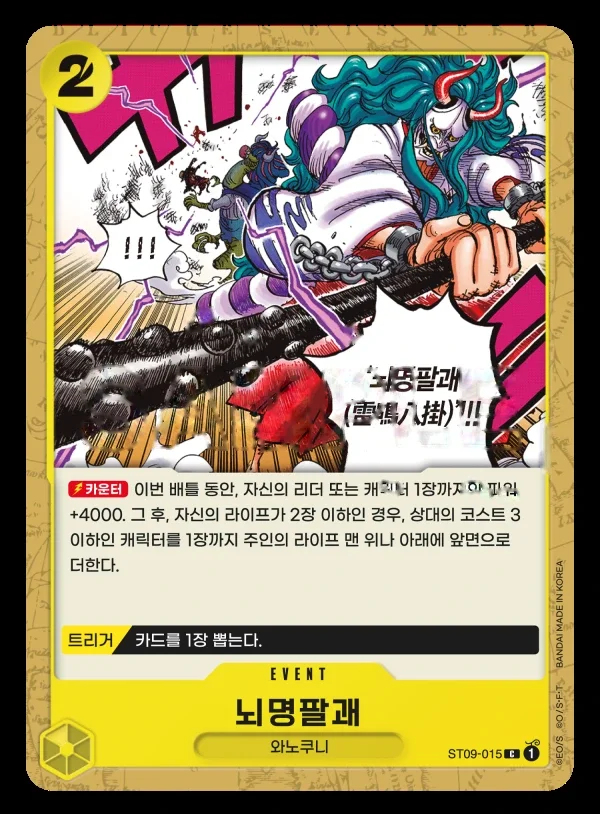 2
!!!
"뇌명팔괘
(雷鳴八掛)"!!
카운터 이번 배틀 동안, 자신의 리더 또는 캐릭터 1장까지
+4000. 그 후, 자신의 라이프가 2장 이하인 경우, 상대의 코스트 3
이하인 캐릭터를 1장까지 주인의 라이프 맨 위나 아래에 앞면으로
더한다.
트리거 카드를 1장 뽑는다.
EVENT
뇌명팔괘
와노쿠니
ST09-015 C 1
©E.O/S. ©O/S・F・T BANDAI MADE IN KOREA